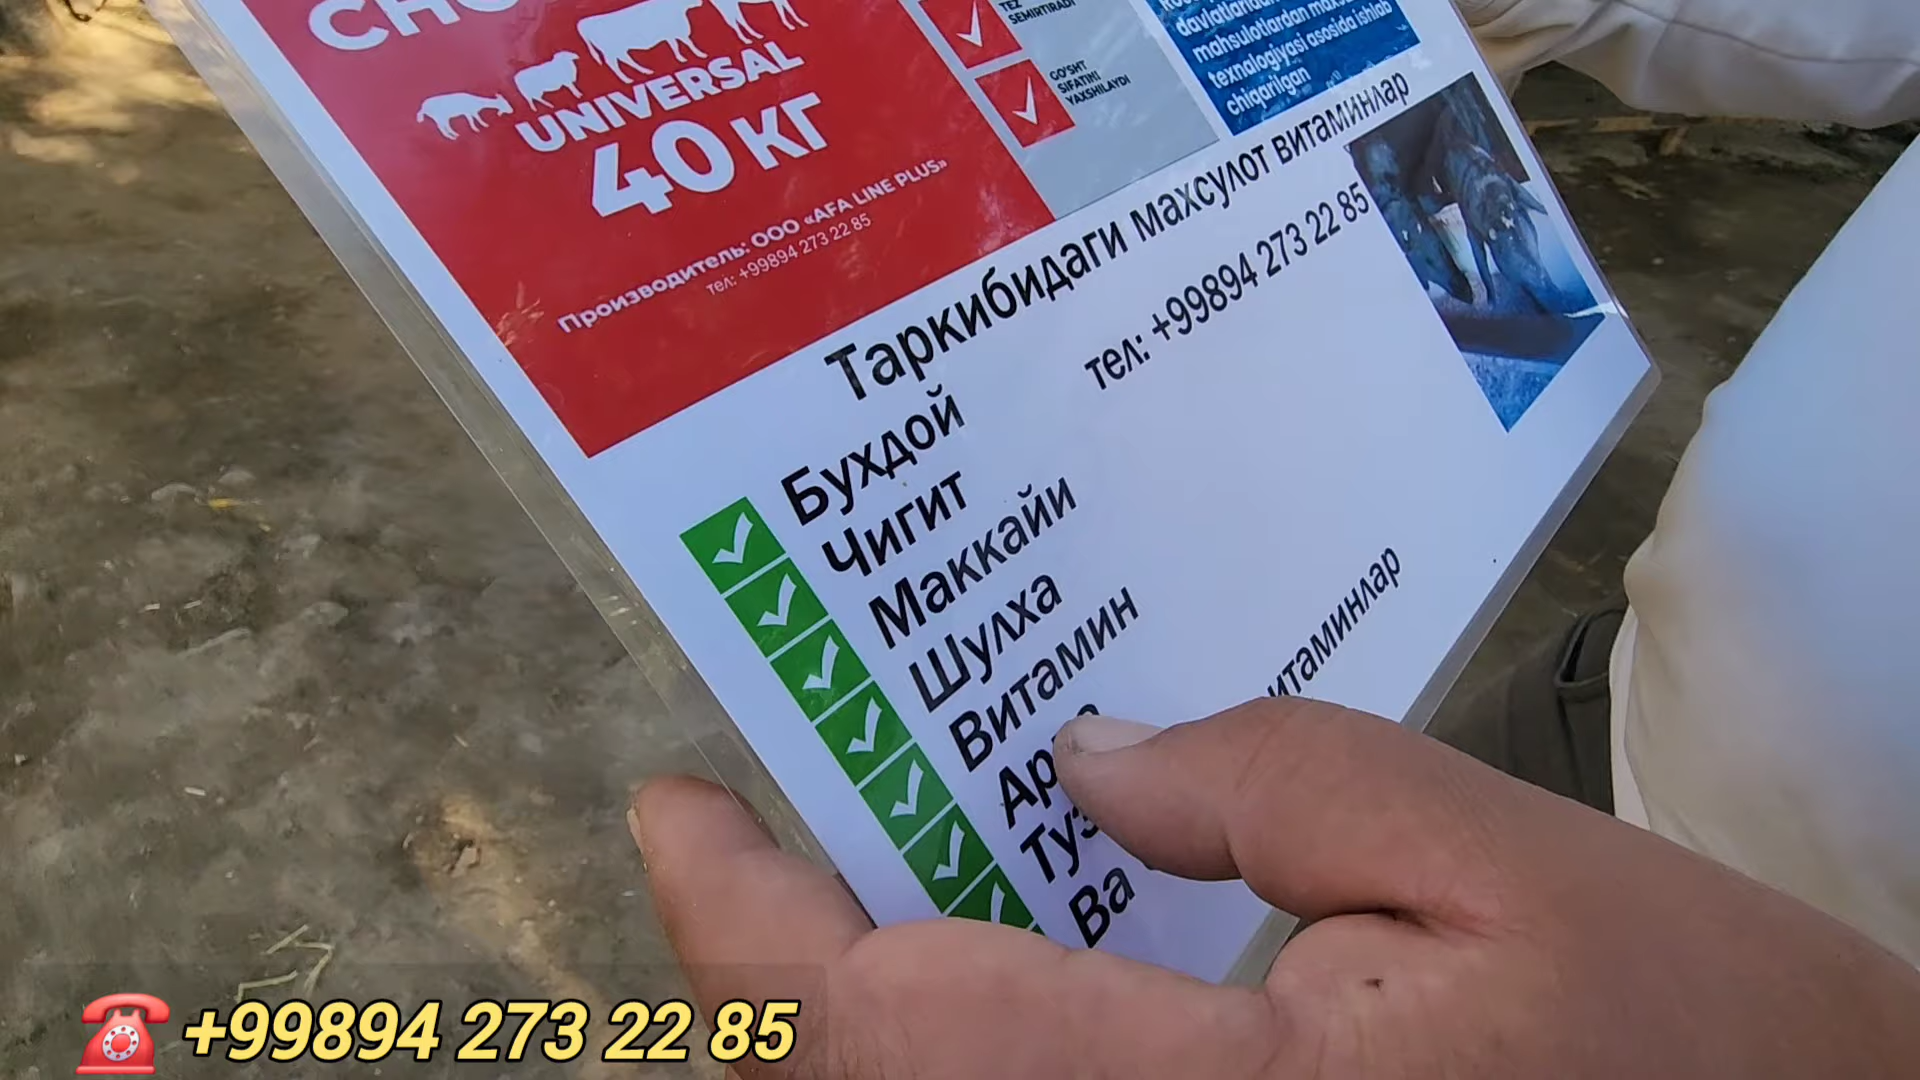 UNIVERSAL
40 КГ
Производитель: ООО «AFA LINE PLUS»
тел: +99894 273 22 85
TEZ
SEMIRTIRADI
GO'SHT
SIFATINI
YAXSHILAYDI
mahsulotlardan
texnalogiyasi asosida ishlab
chiqarilgan
Таркибидаги махсулот витаминлар
тел: +99894 273 22 85
Бухдой
Чигит
Маккайи
Шулха
Витамин
Ва
+99894 273 22 85